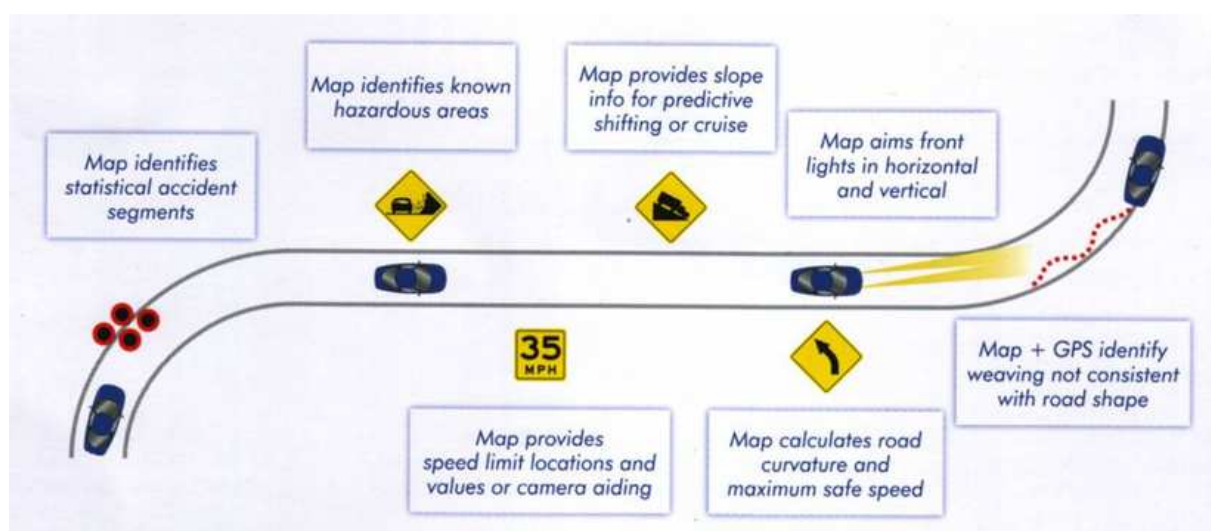 Map identifies known
hazardous areas
Map provides slope
info for predictive
shifting or cruise
Map identifies
statistical accident
segments
Map aims front
lights in horizontal
and vertical
35
MPH
Map provides
speed limit locations and
values or camera aiding
Map calculates road
curvature and
maximum safe speed
Map + GPS identify
weaving not consistent
with road shape